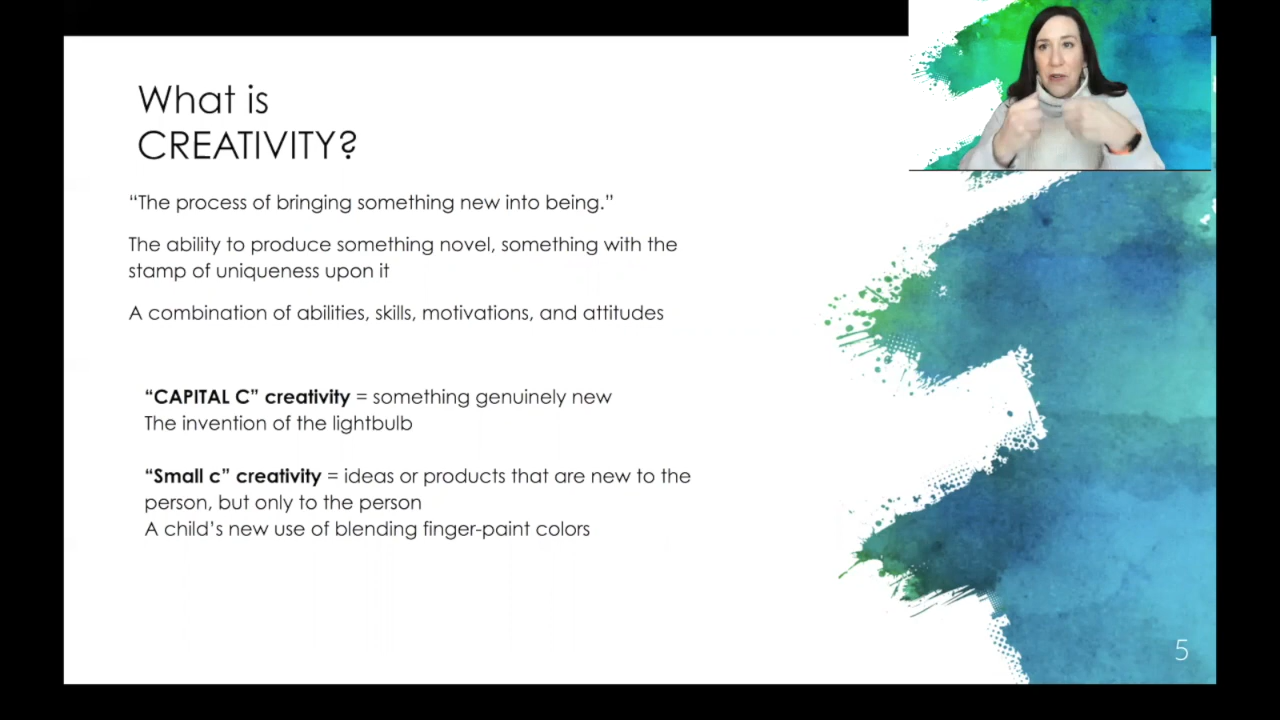 What is
CREATIVITY?
“The process of bringing something new into being.”
The ability to produce something novel, something with the
stamp of uniqueness upon it
A combination of abilities, skills, motivations, and attitudes
“CAPITAL C” creativity = something genuinely new
The invention of the lightbulb
“Small c” creativity = ideas or products that are new to the
person, but only to the person
A child’s new use of blending finger-paint colors
5